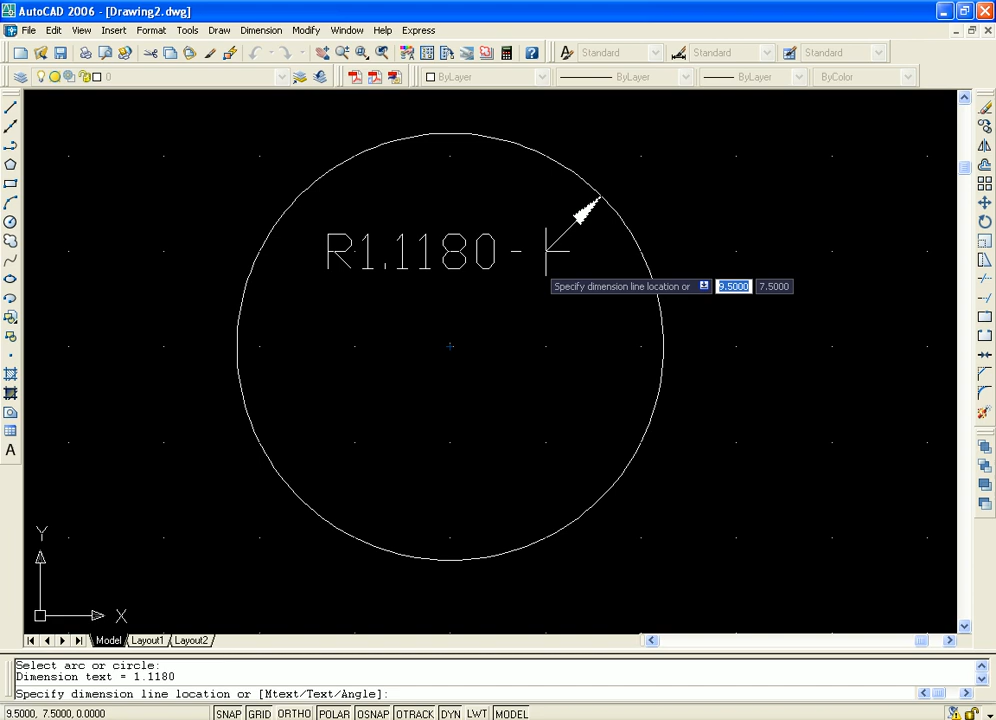 AutoCAD 2006 - [Drawing2.dwg]
File Edit View Insert Format Tools Draw Dimension Modify Window Help Express
Standard Standard Standard
0 ByLayer ByLayer ByLayer ByColor
R1.1180
Specify dimension line location or 9.5000 7.5000
Y
X
Model Layout1 Layout2
Select arc or circle:
Dimension text = 1.1180
Specify dimension line location or [Mtext/Text/Angle]:
9.5000, 7.5000, 0.0000 SNAP GRID ORTHO POLAR OSNAP OTRACK DYN LWT MODEL